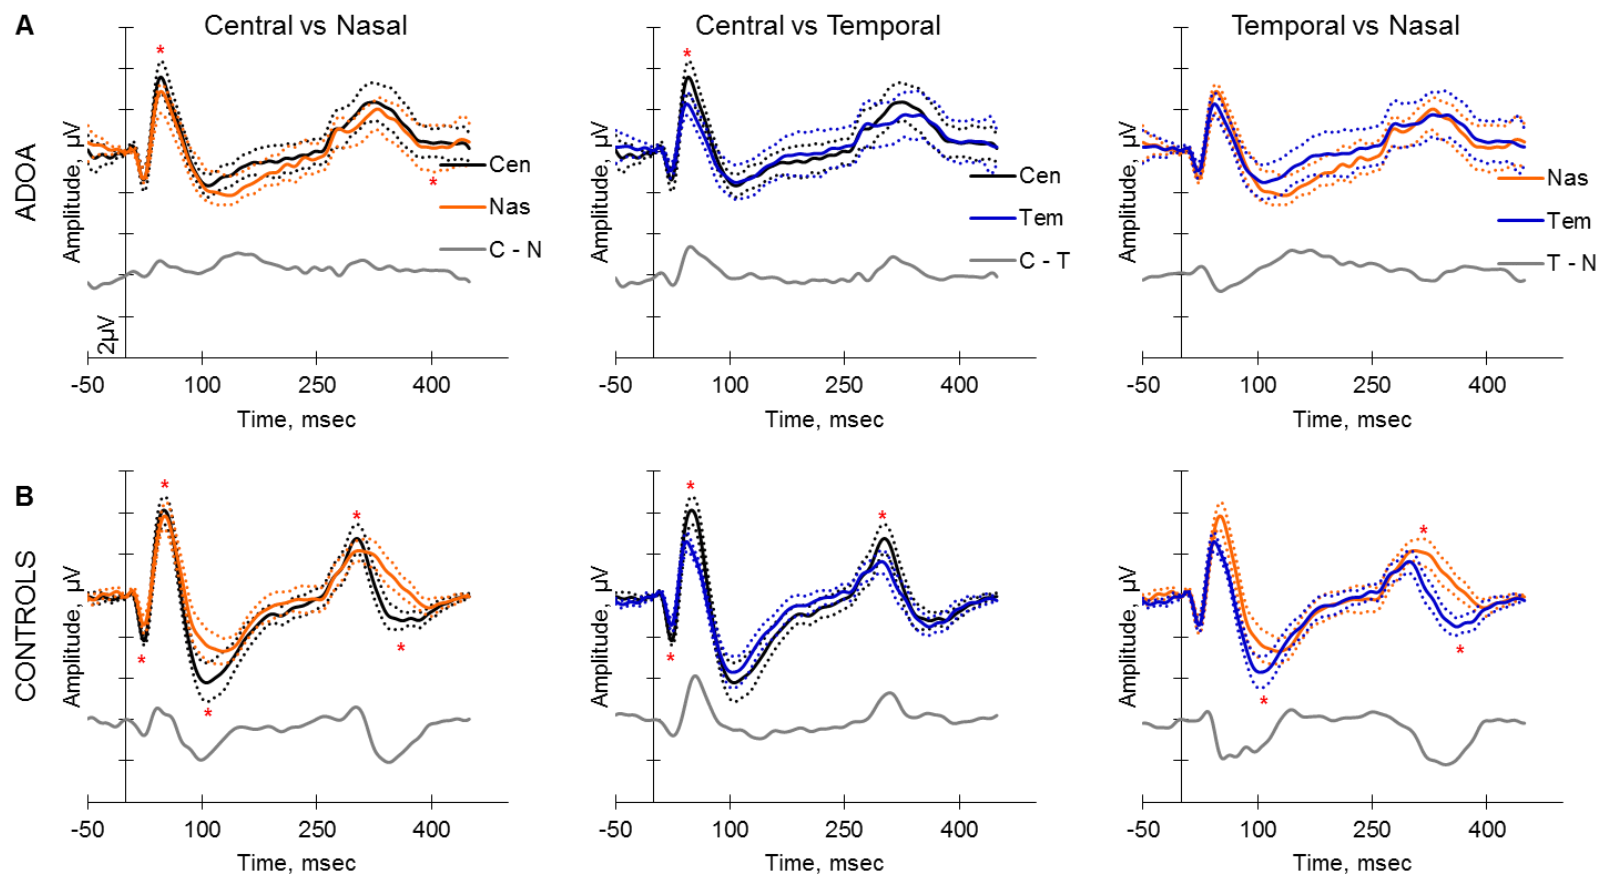 A
Central vs Nasal
Central vs Temporal
Temporal vs Nasal
*
*
ADOA
Amplitude, µV
2µV
Cen
Nas
C - N
*
-50 100 250 400
Time, msec
Amplitude, µV
Cen
Tem
C - T
-50 100 250 400
Time, msec
Amplitude, µV
Nas
Tem
T - N
-50 100 250 400
Time, msec
B
CONTROLS
Amplitude, µV
* * * * *
-50 100 250 400
Time, msec
Amplitude, µV
* * *
-50 100 250 400
Time, msec
Amplitude, µV
* * *
-50 100 250 400
Time, msec